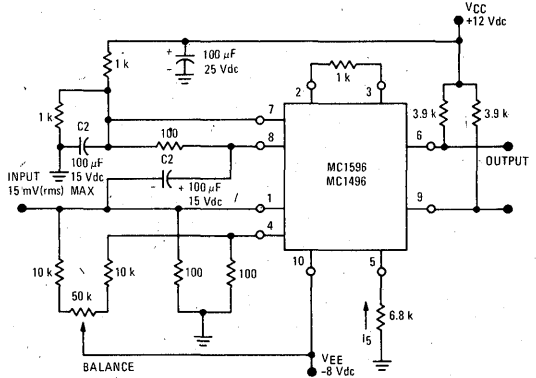 VCC
+12 Vdc
+
-
100 µF
25 Vdc
1 k
1 k
2
3
3.9 k
3.9 k
1 k
C2
100 µF
15 Vdc
7
100
8
C2
- +
100 µF
15 Vdc
MC1596
MC1496
6
OUTPUT
INPUT
15 mV(rms) MAX
1
9
4
10
5
10 k
10 k
100
100
50 k
6.8 k
I5
BALANCE
VEE
-8 Vdc